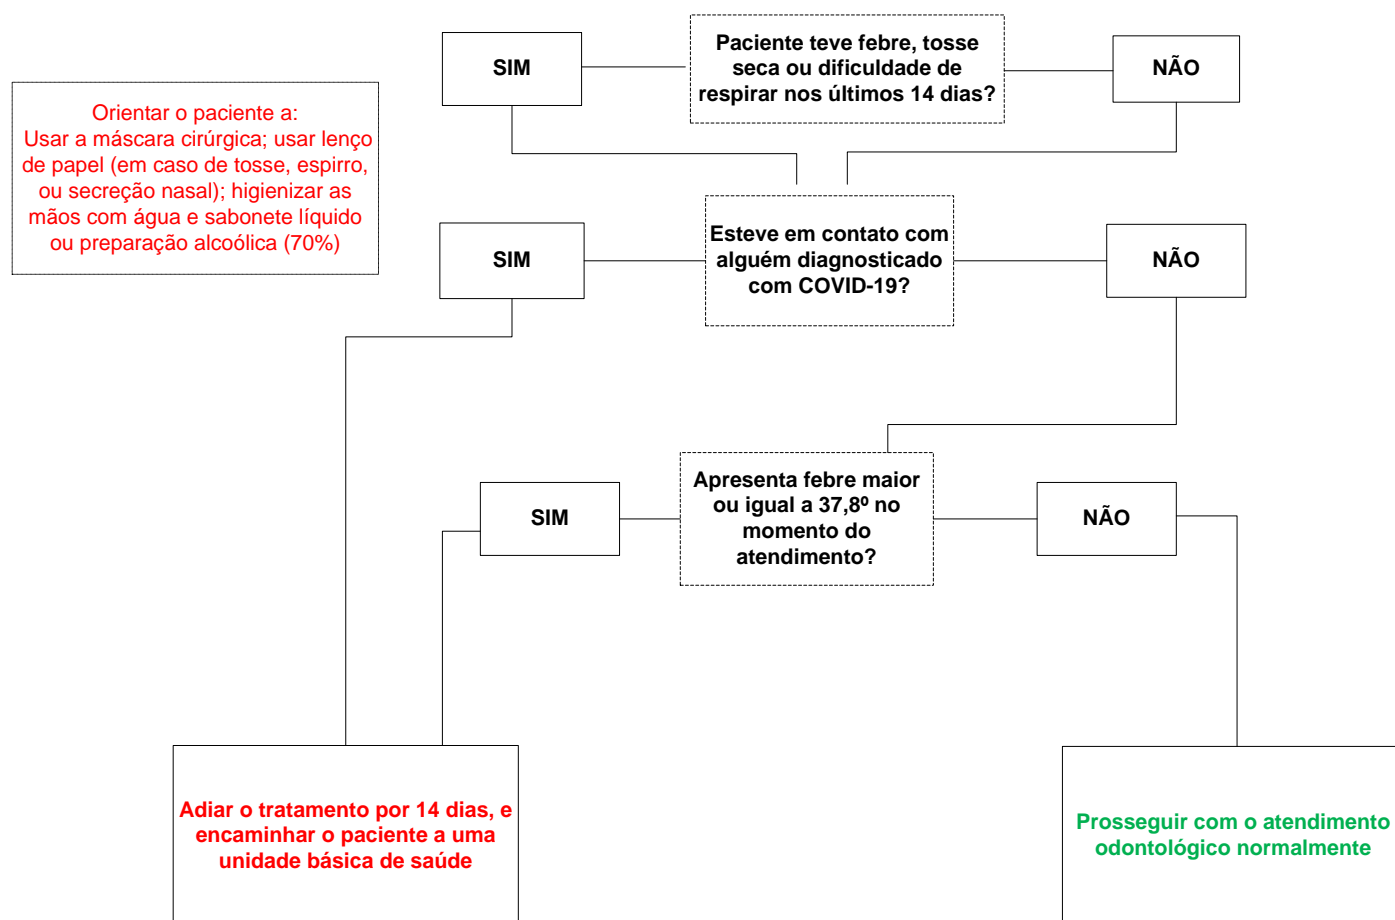 Paciente teve febre, tosse
seca ou dificuldade de
respirar nos últimos 14 dias?
SIM
NÃO
Orientar o paciente a:
Usar a máscara cirúrgica; usar lenço
de papel (em caso de tosse, espirro,
ou secreção nasal); higienizar as
mãos com água e sabonete líquido
ou preparação alcoólica (70%)
Esteve em contato com
alguém diagnosticado
com COVID-19?
SIM
NÃO
Apresenta febre maior
ou igual a 37,8º no
momento do
atendimento?
SIM
NÃO
Adiar o tratamento por 14 dias, e
encaminhar o paciente a uma
unidade básica de saúde
Prosseguir com o atendimento
odontológico normalmente